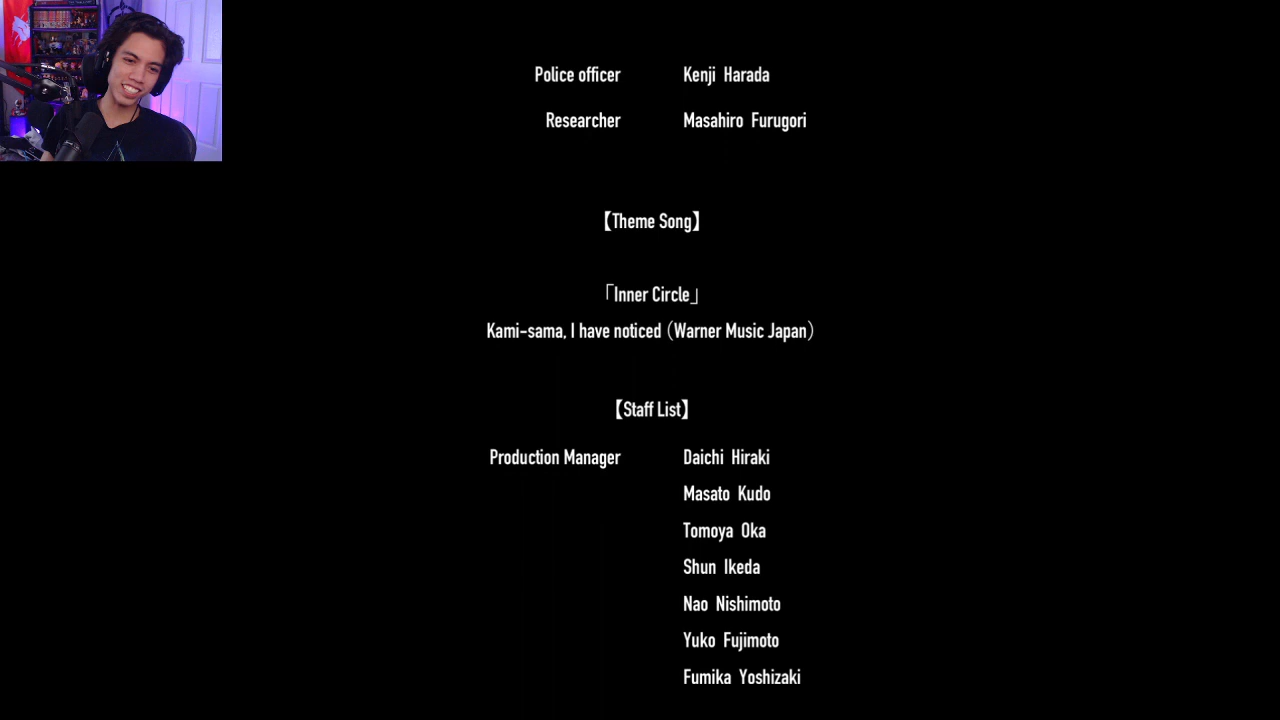 Police officer Kenji Harada
Researcher Masahiro Furugori
【Theme Song】
「Inner Circle」
Kami-sama, I have noticed（Warner Music Japan）
【Staff List】
Production Manager Daichi Hiraki
Masato Kudo
Tomoya Oka
Shun Ikeda
Nao Nishimoto
Yuko Fujimoto
Fumika Yoshizaki